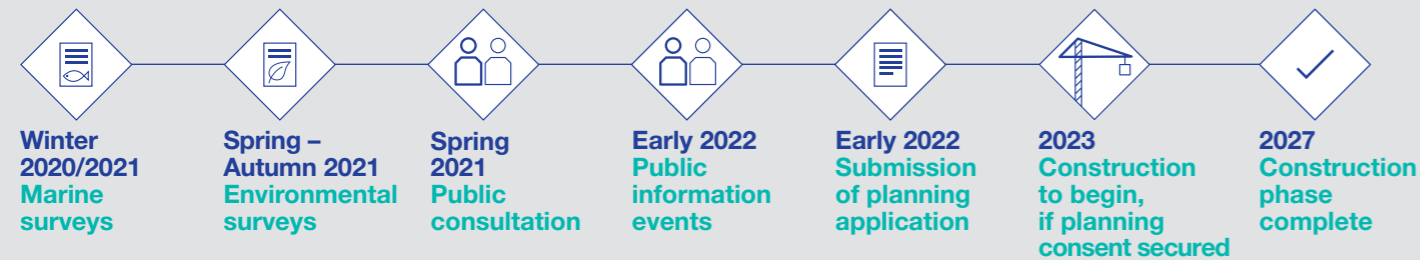 Winter
2020/2021
Marine
surveys
Spring –
Autumn 2021
Environmental
surveys
Spring
2021
Public
consultation
Early 2022
Public
information
events
Early 2022
Submission
of planning
application
2023
Construction
to begin,
if planning
consent secured
2027
Construction
phase
complete